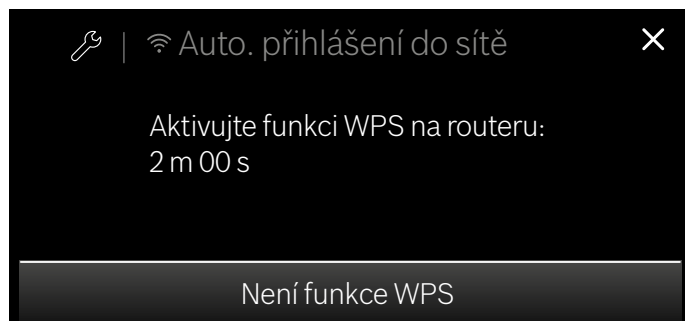 Auto. přihlášení do sítě
Aktivujte funkci WPS na routeru:
2 m 00 s
Není funkce WPS